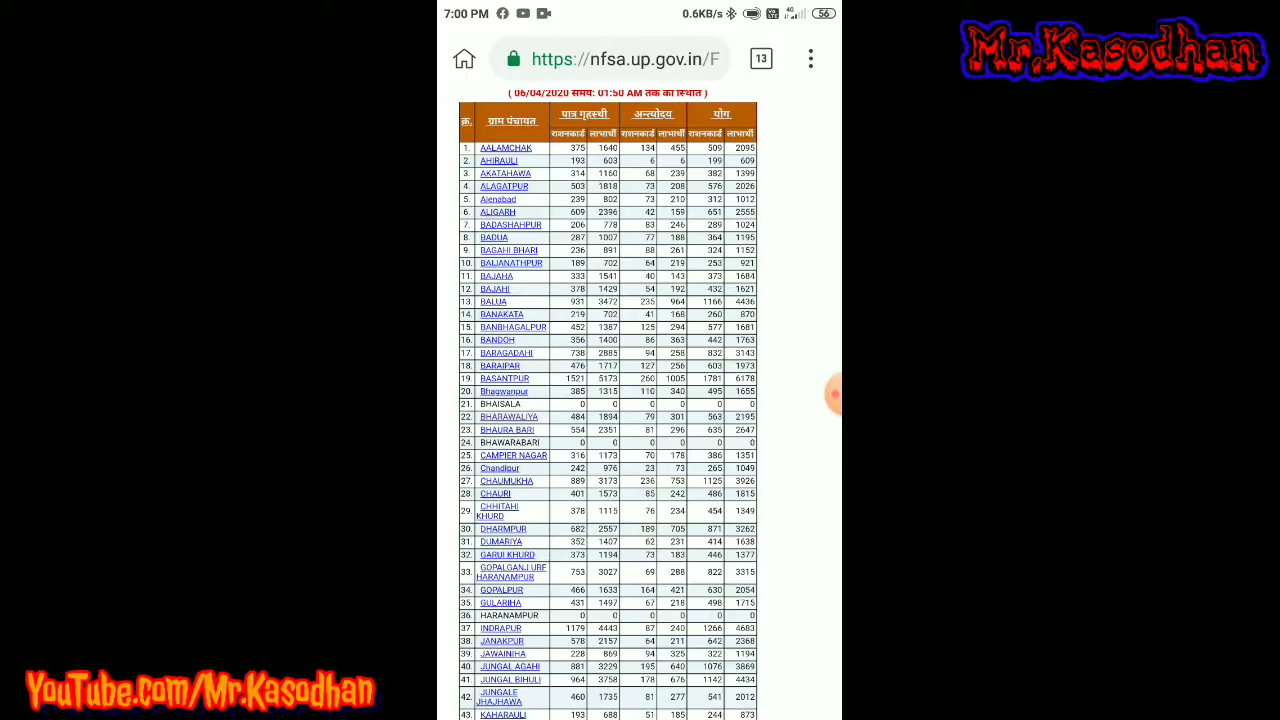 7:00 PM 0.6KB/s 4G 56
Mr.Kasodhan
https://nfsa.up.gov.in/F 13
( 06/04/2020 समय: 01:50 AM तक का स्थिति )
क्र. ग्राम पंचायत पात्र गृहस्थी अन्त्योदय योग
राशनकार्ड लाभार्थी राशनकार्ड लाभार्थी राशनकार्ड लाभार्थी
1. AALAMCHAK 375 1640 134 455 509 2095
2. AHIRAULI 193 603 6 6 199 609
3. AKATAHAWA 314 1160 68 239 382 1399
4. ALAGATPUR 503 1818 73 208 576 2026
5. Alenabad 239 802 73 210 312 1012
6. ALIGARH 609 2396 42 159 651 2555
7. BADASHAHPUR 206 778 83 246 289 1024
8. BADUA 287 1007 77 188 364 1195
9. BAGAHI BHARI 236 891 88 261 324 1152
10. BAIJANATHPUR 189 702 64 219 253 921
11. BAJAHA 333 1541 40 143 373 1684
12. BAJAHI 378 1429 54 192 432 1621
13. BALUA 931 3472 235 964 1166 4436
14. BANAKATA 219 702 41 168 260 870
15. BANBHAGALPUR 452 1387 125 294 577 1681
16. BANDOH 356 1400 86 363 442 1763
17. BARAGADAHI 738 2885 94 258 832 3143
18. BARAIPAR 476 1717 127 256 603 1973
19. BASANTPUR 1521 5173 260 1005 1781 6178
20. Bhagwanpur 385 1315 110 340 495 1655
21. BHAISALA 0 0 0 0 0 0
22. BHARAWALIYA 484 1894 79 301 563 2195
23. BHAURA BARI 554 2351 81 296 635 2647
24. BHAWARABARI 0 0 0 0 0 0
25. CAMPIER NAGAR 316 1173 70 178 386 1351
26. Chandipur 242 976 23 73 265 1049
27. CHAUMUKHA 889 3173 236 753 1125 3926
28. CHAURI 401 1573 85 242 486 1815
29. CHHITAHI KHURD 378 1115 76 234 454 1349
30. DHARMPUR 682 2557 189 705 871 3262
31. DUMARIYA 352 1407 62 231 414 1638
32. GARUI KHURD 373 1194 73 183 446 1377
33. GOPALGANJ URF HARANAMPUR 753 3027 69 288 822 3315
34. GOPALPUR 466 1633 164 421 630 2054
35. GULARIHA 431 1497 67 218 498 1715
36. HARANAMPUR 0 0 0 0 0 0
37. INDRAPUR 1179 4443 87 240 1266 4683
38. JANAKPUR 578 2157 64 211 642 2368
39. JAWAINIHA 228 869 94 325 322 1194
40. JUNGAL AGAHI 881 3229 195 640 1076 3869
41. JUNGAL BIHULI 964 3758 178 676 1142 4434
42. JUNGALE JHAJHAWA 460 1735 81 277 541 2012
43. KAHARAULI 193 688 51 185 244 873
YouTube.com/Mr.Kasodhan